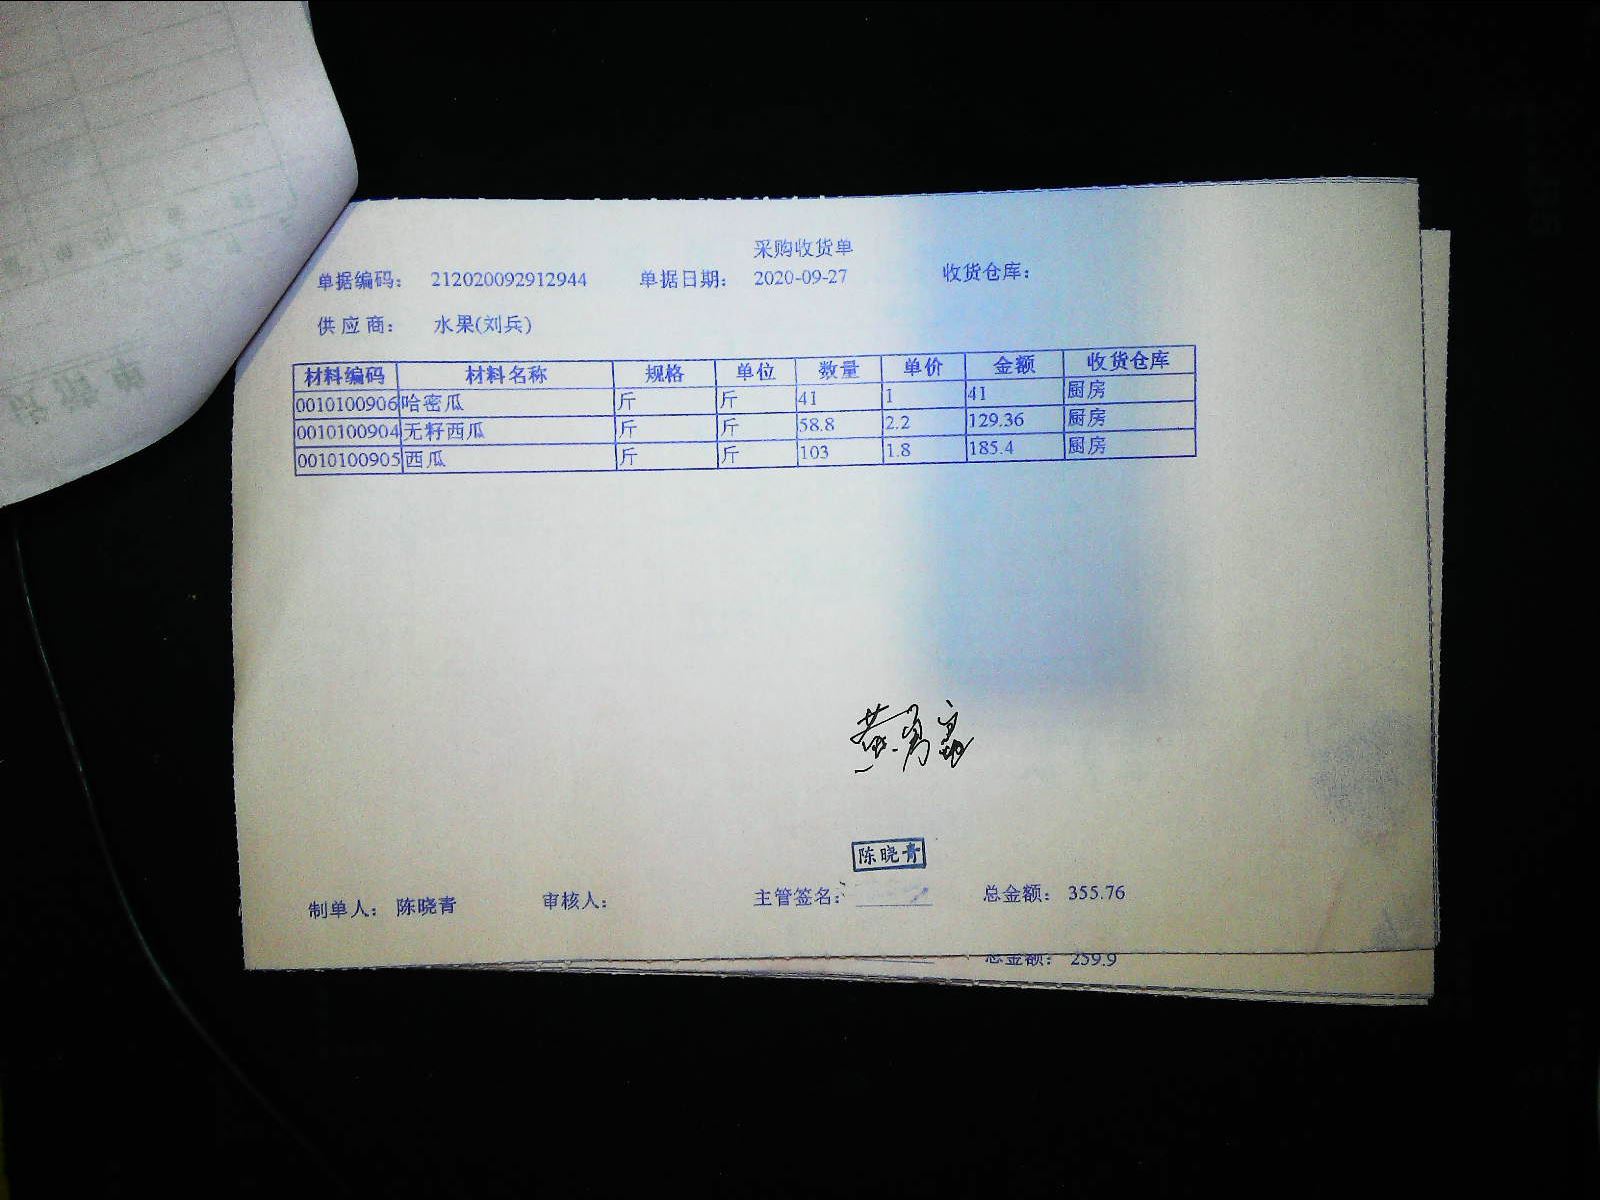 采购收货单
单据编码： 212020092912944 单据日期： 2020-09-27 收货仓库：
供应商： 水果(刘兵)
材料编码 材料名称 规格 单位 数量 单价 金额 收货仓库
0010100906 哈密瓜 斤 斤 41 1 41 厨房
0010100904 无籽西瓜 斤 斤 58.8 2.2 129.36 厨房
0010100905 西瓜 斤 斤 103 1.8 185.4 厨房
陈晓青
制单人： 陈晓青 审核人： 主管签名： 总金额： 355.76
总金额： 259.9